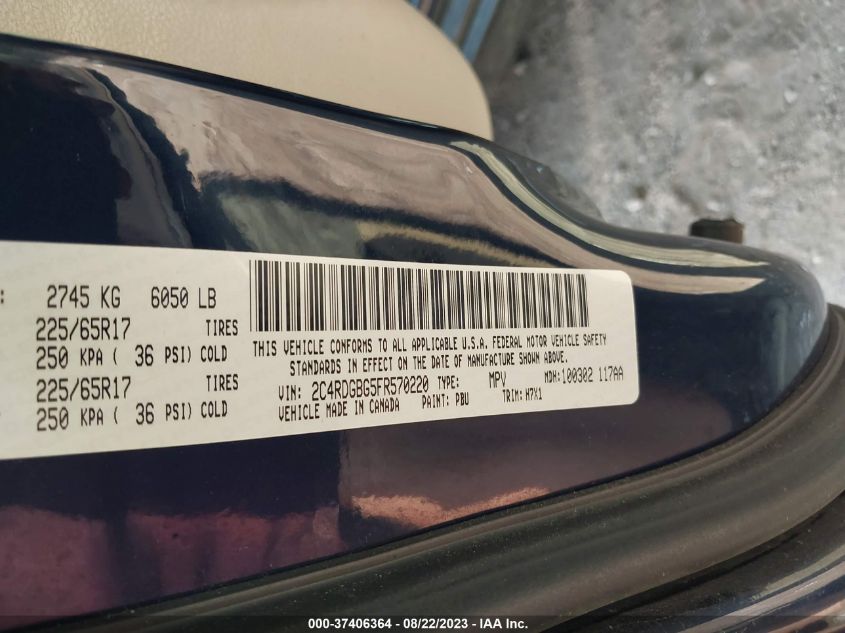 : 2745 KG 6050 LB
225/65R17 TIRES
250 KPA ( 36 PSI) COLD
225/65R17 TIRES
250 KPA ( 36 PSI) COLD
THIS VEHICLE CONFORMS TO ALL APPLICABLE U.S.A. FEDERAL MOTOR VEHICLE SAFETY
STANDARDS IN EFFECT ON THE DATE OF MANUFACTURE SHOWN ABOVE.
VIN: 2C4RDGBG5FR570220 TYPE: MPV MDH:100302 117AA
VEHICLE MADE IN CANADA PAINT: PBU TRIM: H7X1
000-37406364 - 08/22/2023 - IAA Inc.